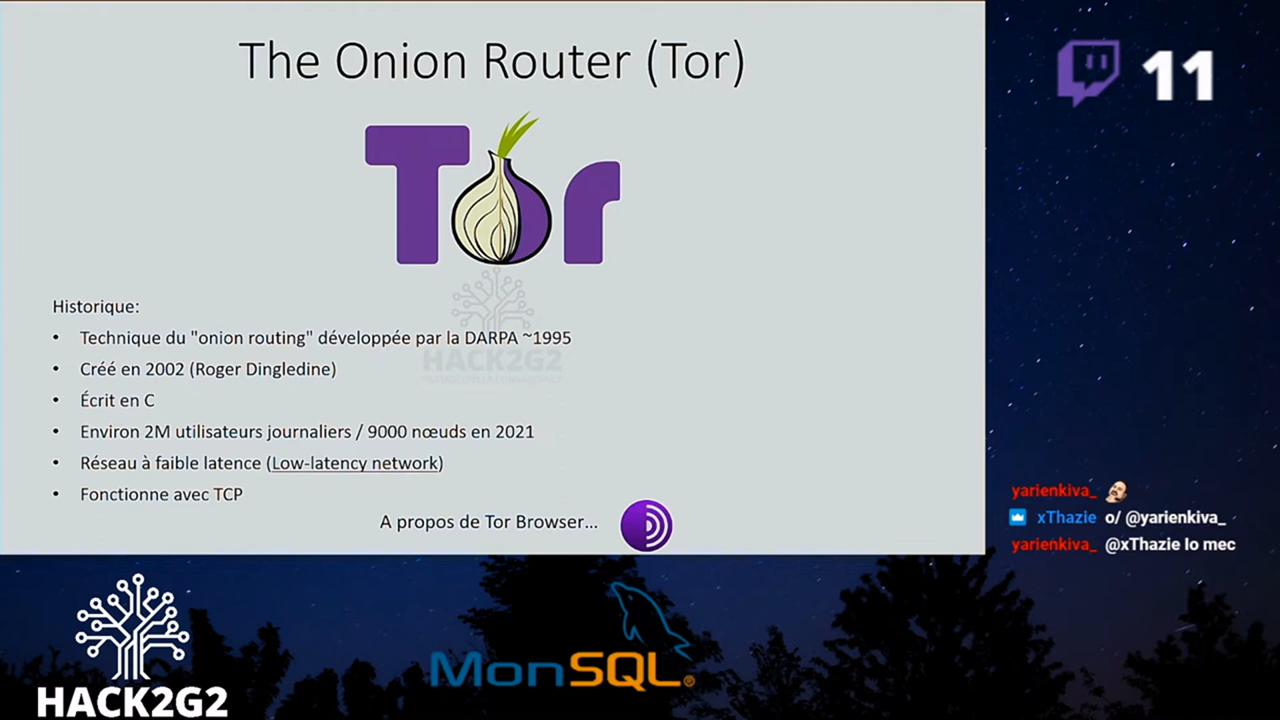 The Onion Router (Tor)
Tor
Historique:
• Technique du "onion routing" développée par la DARPA ~1995
• Créé en 2002 (Roger Dingledine)
• Écrit en C
• Environ 2M utilisateurs journaliers / 9000 nœuds en 2021
• Réseau à faible latence (Low-latency network)
• Fonctionne avec TCP
A propos de Tor Browser...
HACK2G2
11
yarienkiva_
xThazie o/ @yarienkiva_
yarienkiva_ @xThazie lo mec
HACK2G2
MonSQL®